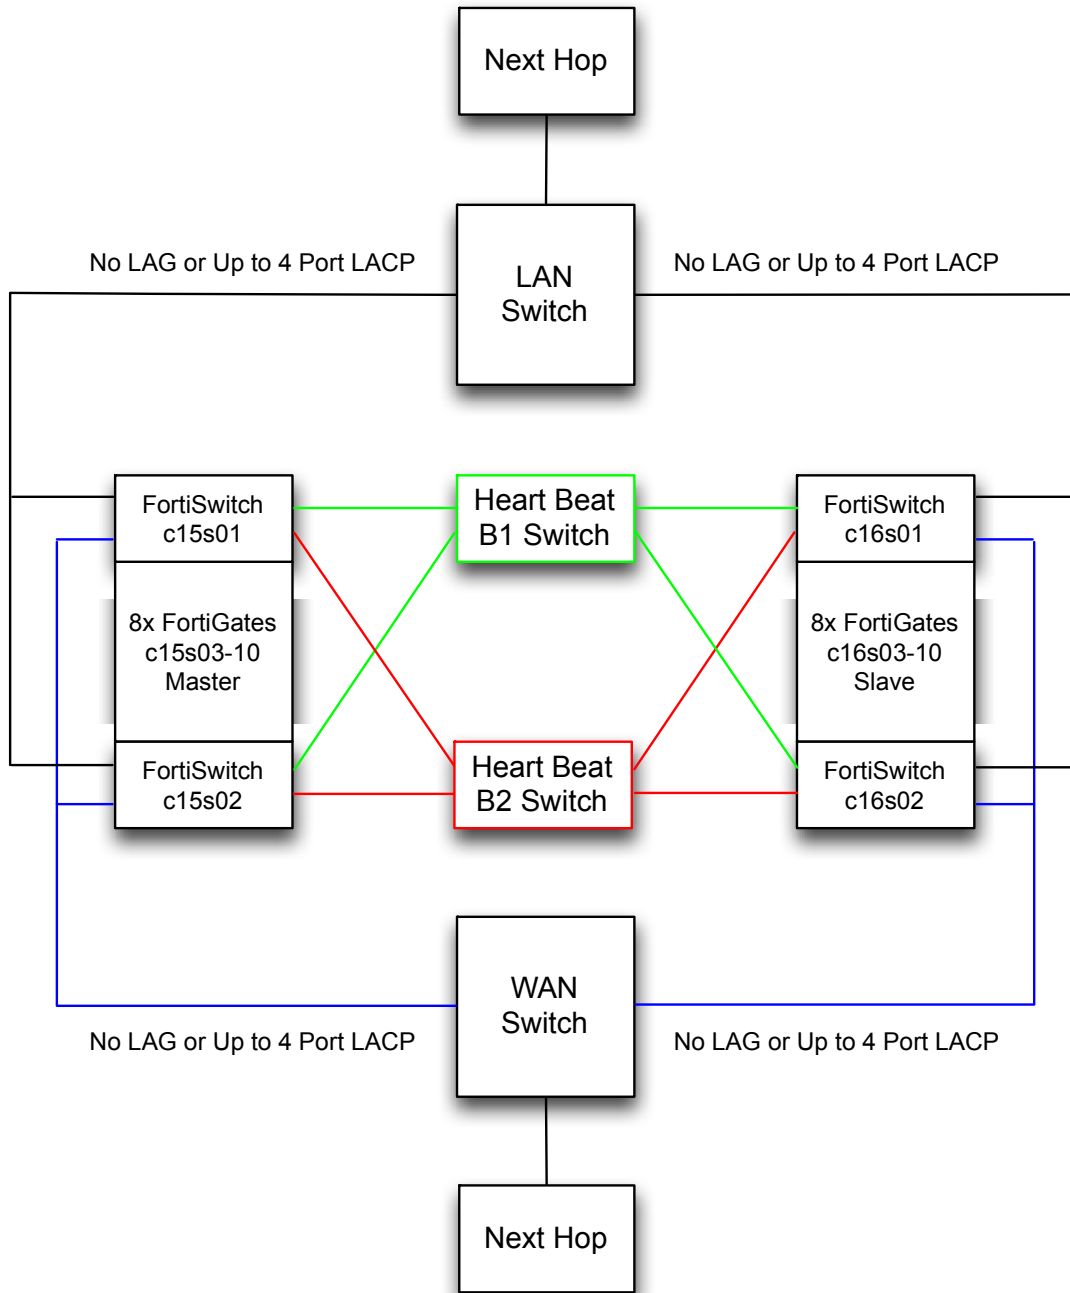 Next Hop
No LAG or Up to 4 Port LACP
LAN
Switch
No LAG or Up to 4 Port LACP
FortiSwitch
c15s01
8x FortiGates
c15s03-10
Master
FortiSwitch
c15s02
Heart Beat
B1 Switch
Heart Beat
B2 Switch
FortiSwitch
c16s01
8x FortiGates
c16s03-10
Slave
FortiSwitch
c16s02
WAN
Switch
No LAG or Up to 4 Port LACP
No LAG or Up to 4 Port LACP
Next Hop